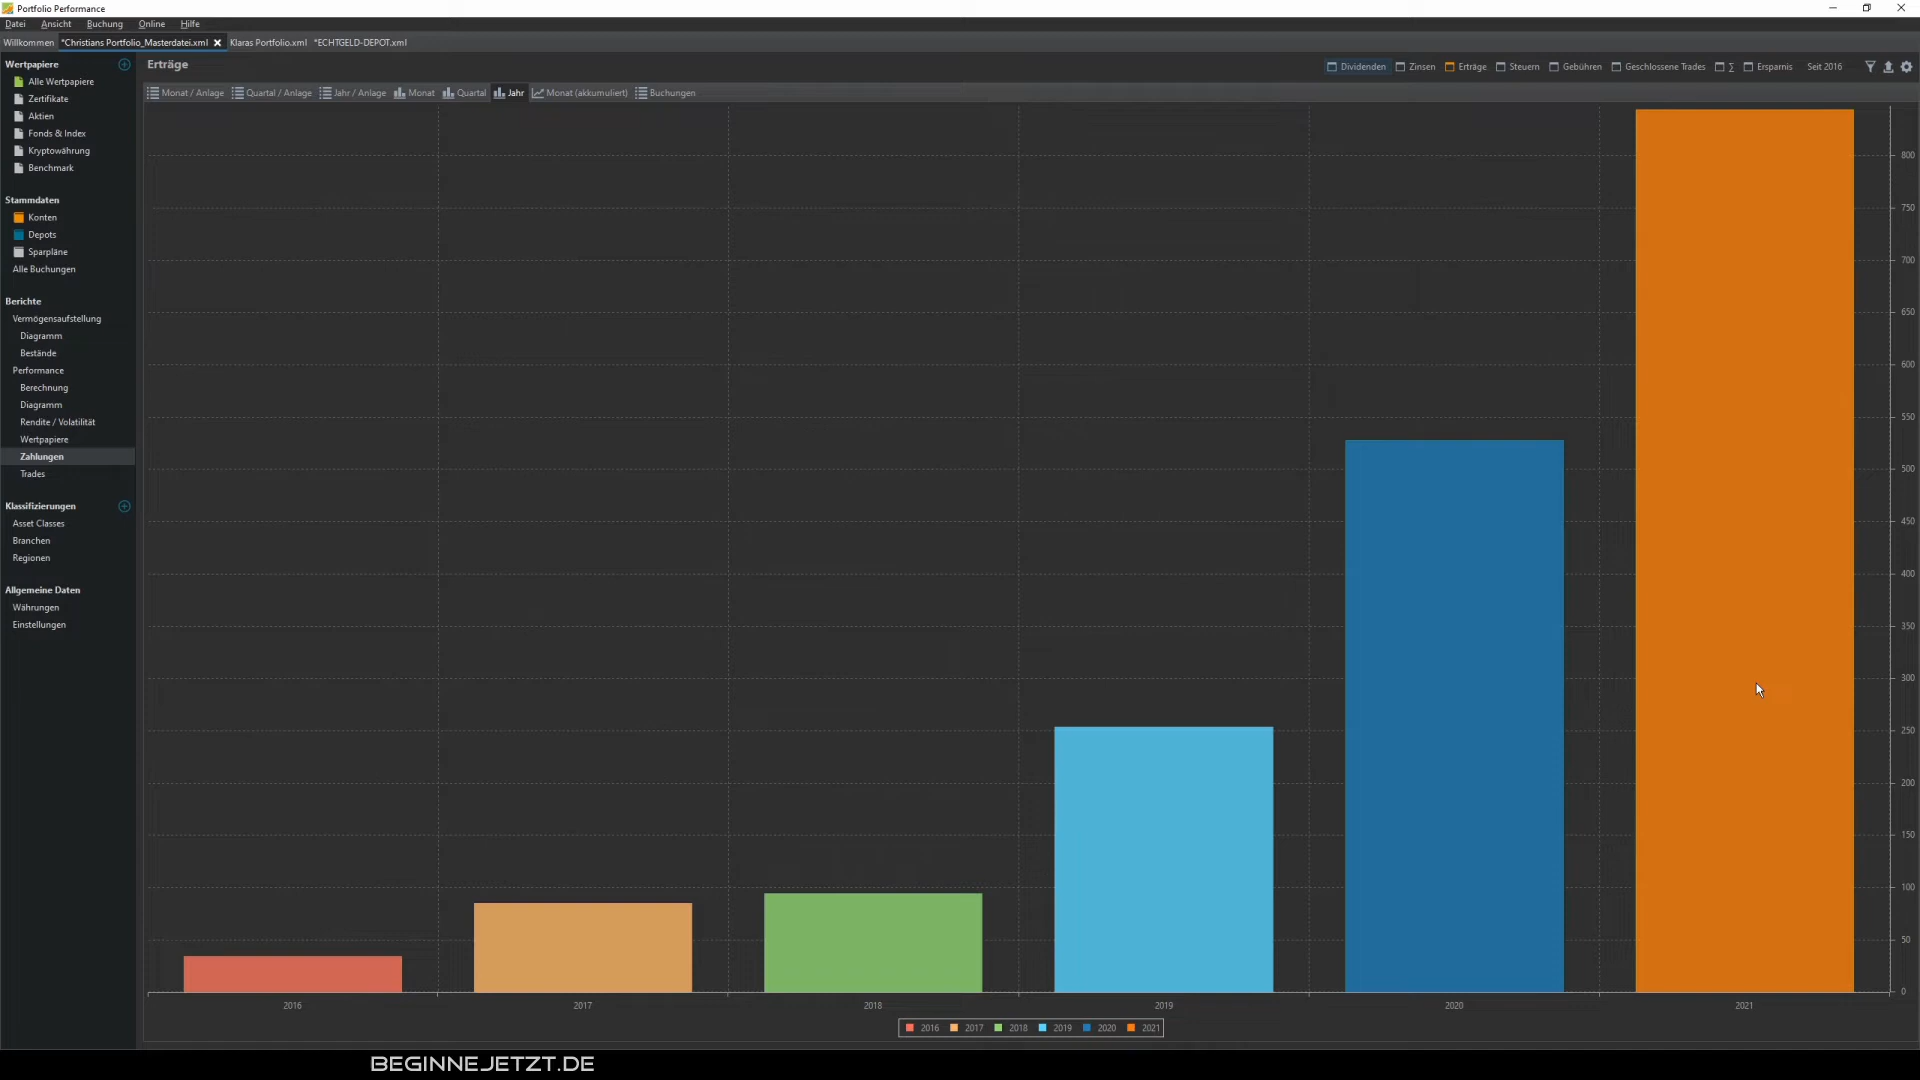 Portfolio Performance
Datei Ansicht Buchung Online Hilfe
Willkommen *Christians Portfolio_Masterdatei.xml Klaras Portfolio.xml *ECHTGELD-DEPOT.xml
Wertpapiere
Alle Wertpapiere
Zertifikate
Aktien
Fonds & Index
Kryptowährung
Benchmark
Stammdaten
Konten
Depots
Sparpläne
Alle Buchungen
Berichte
Vermögensaufstellung
Diagramm
Bestände
Performance
Berechnung
Diagramm
Rendite / Volatilität
Wertpapiere
Zahlungen
Trades
Klassifizierungen
Asset Classes
Branchen
Regionen
Allgemeine Daten
Währungen
Einstellungen
Erträge
Dividenden Zinsen Erträge Steuern Gebühren Geschlossene Trades ∑ Ersparnis Seit 2016
Monat / Anlage Quartal / Anlage Jahr / Anlage Monat Quartal Jahr Monat (akkumuliert) Buchungen
800
750
700
650
600
550
500
450
400
350
300
250
200
150
100
50
0
2016 2017 2018 2019 2020 2021
2016 2017 2018 2019 2020 2021
BEGINNEJETZT.DE